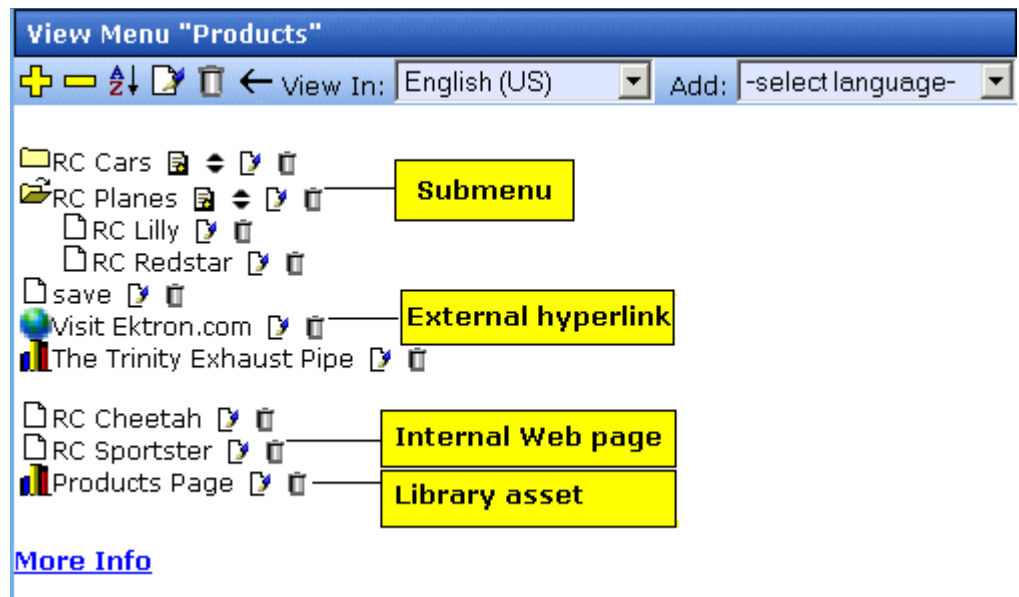 View Menu "Products"
View In: English (US) Add: -select language-
RC Cars
RC Planes Submenu
RC Lilly
RC Redstar
save
Visit Ektron.com External hyperlink
The Trinity Exhaust Pipe
RC Cheetah
RC Sportster Internal Web page
Products Page Library asset
More Info